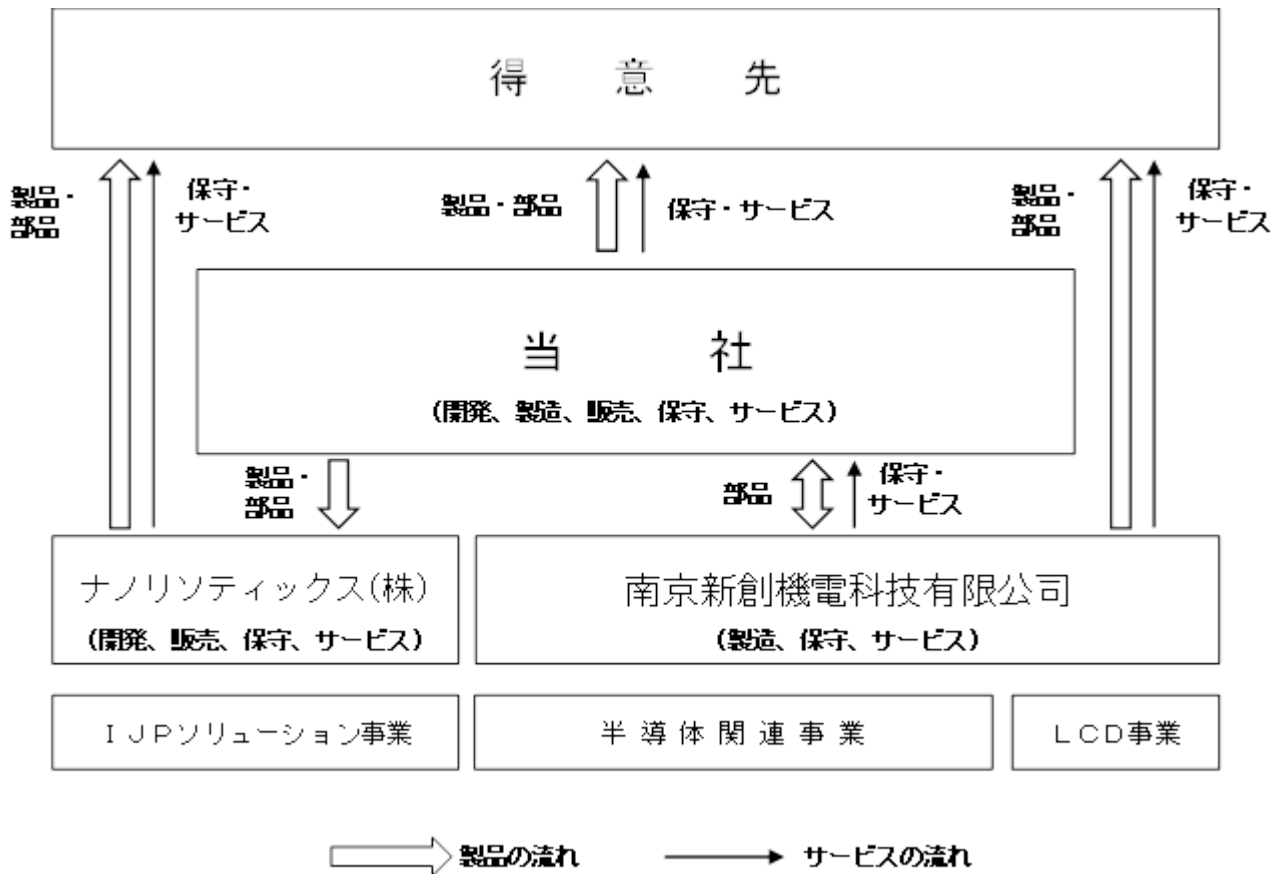 得意先
製品・
部品
保守・
サービス
製品・部品
保守・サービス
製品・
部品
保守・
サービス
当社
(開発、製造、販売、保守、サービス)
製品・
部品
部品
保守・
サービス
ナノリソティックス(株)
(開発、販売、保守、サービス)
南京新創機電科技有限公司
(製造、保守、サービス)
IJPソリューション事業
半導体関連事業
LCD事業
製品の流れ
サービスの流れ